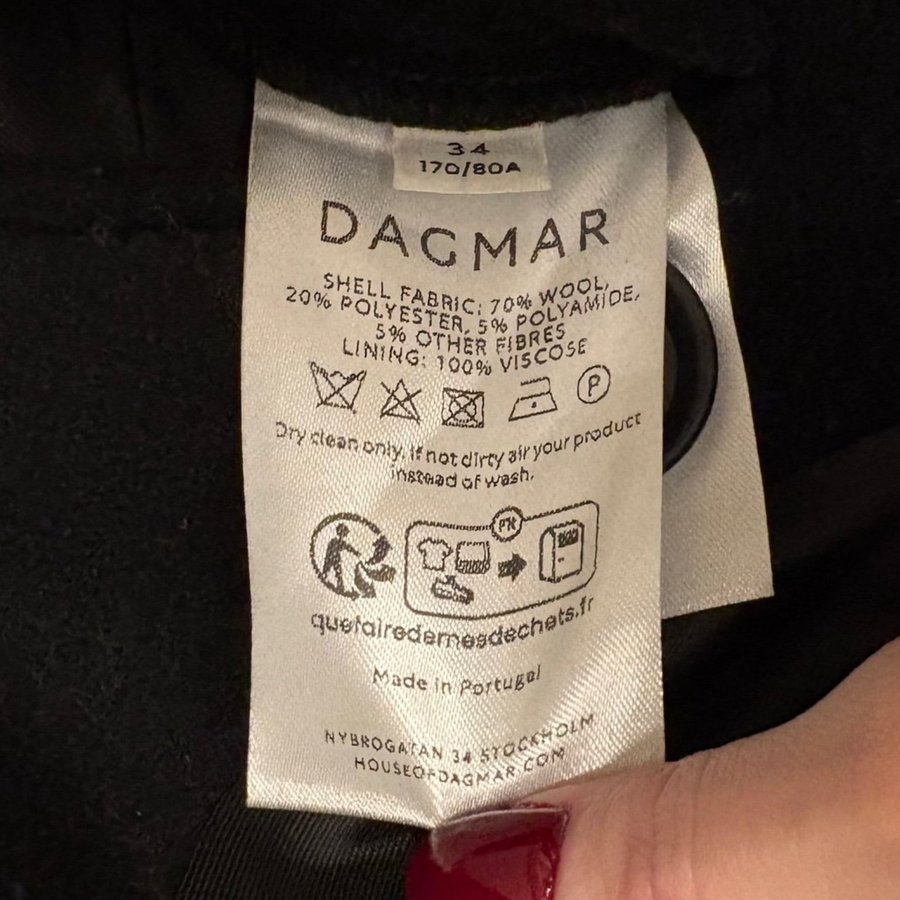 34
170/80A
DAGMAR
SHELL FABRIC: 70% WOOL,
20% POLYESTER, 5% POLYAMIDE,
5% OTHER FIBRES
LINING: 100% VISCOSE
P
Dry clean only. If not dirty air your product
instead of wash.
FR
quefairedemesdechets.fr
Made in Portugal
NYBROGATAN 34 STOCKHOLM
HOUSEOFDAGMAR.COM